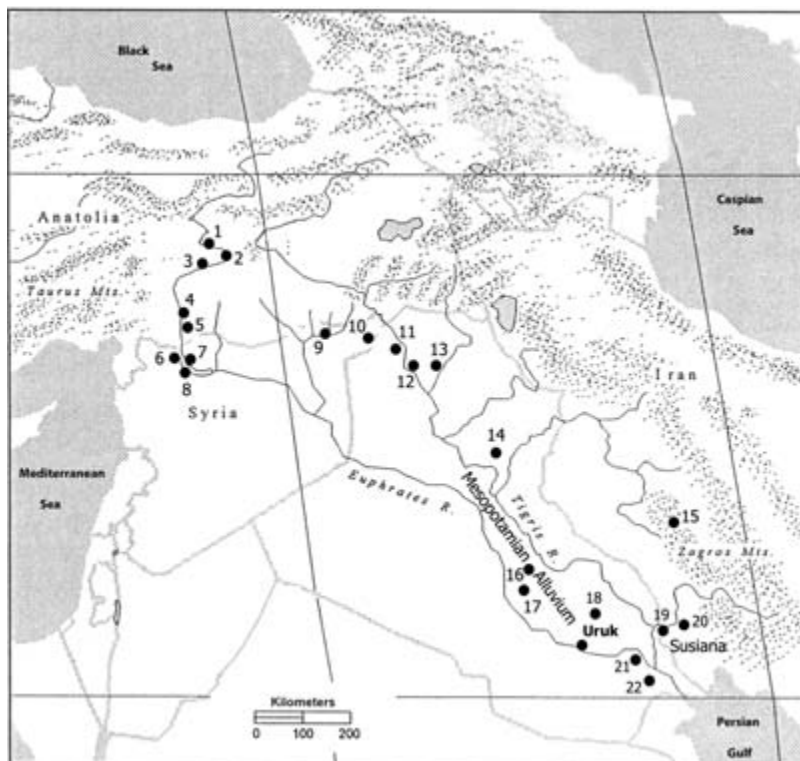 Black
Sea
Anatolia
Caspian
Sea
1
2
3
Taurus Mts.
4
5
9
10
11
6
7
12
13
8
Iran
Syria
14
Mediterranean
Sea
Euphrates R.
Mesopotamian
Alluvium
Tigris R
15
Zagros Mts.
16
17
18
Uruk
19
20
Susiana
21
22
Kilometers
0 100 200
Persian
Gulf